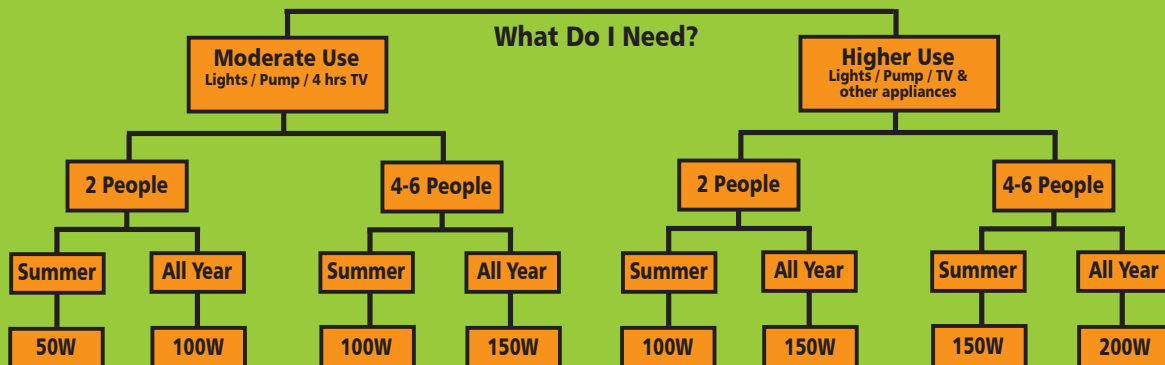 What Do I Need?
Moderate Use
Lights / Pump / 4 hrs TV
Higher Use
Lights / Pump / TV &
other appliances
2 People
4-6 People
2 People
4-6 People
Summer
All Year
Summer
All Year
Summer
All Year
Summer
All Year
50W
100W
100W
150W
100W
150W
150W
200W